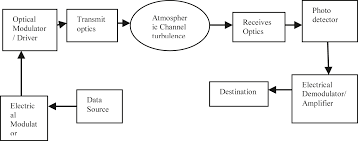 Optical
Modulator
/ Driver
Transmit
optics
Atmospher
ic Channel
turbulence
Receives
Optics
Photo
detector
Electrical
Demodulator/
Amplifier
Destination
Data
Source
Electric
al
Modulat
or